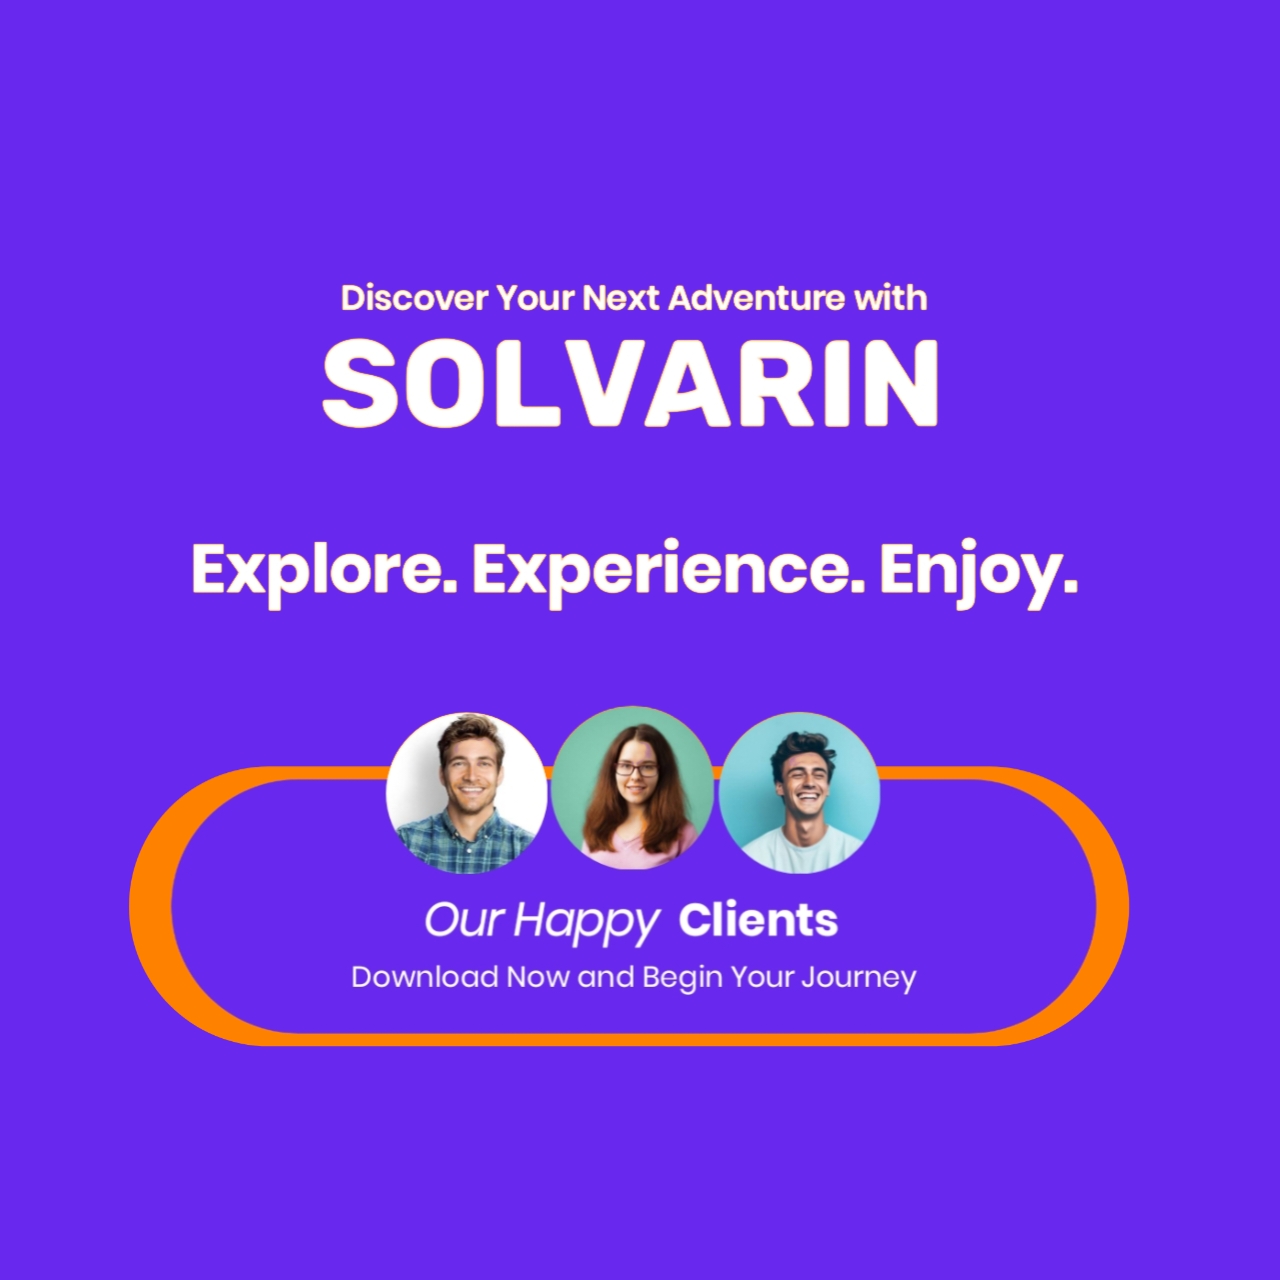 Discover Your Next Adventure with
SOLVARIN
Explore. Experience. Enjoy.
Our Happy Clients
Download Now and Begin Your Journey